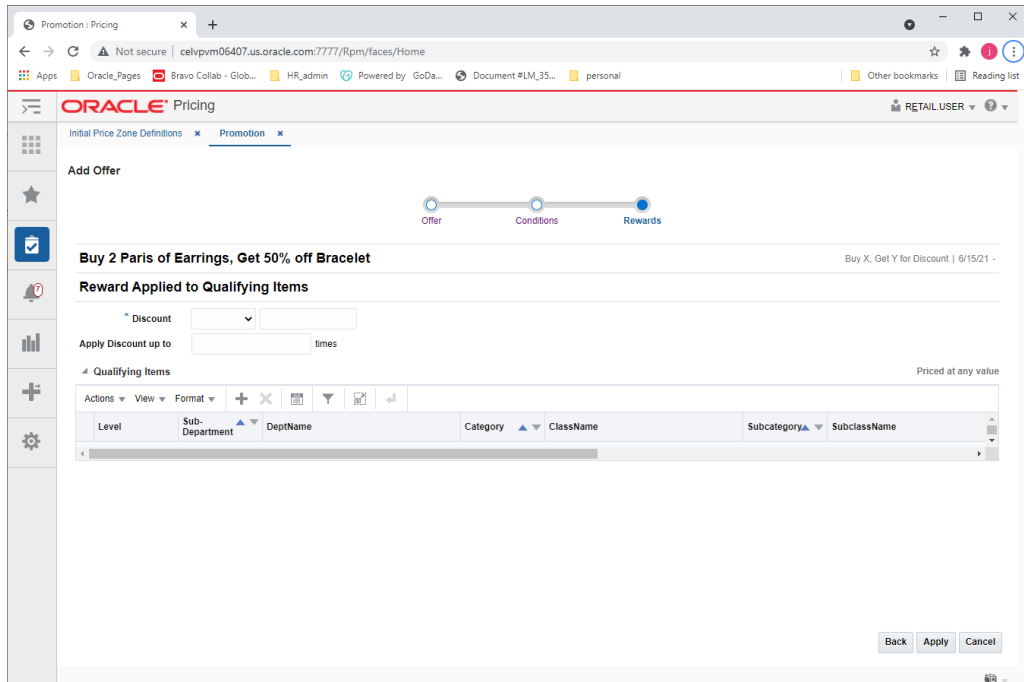 Promotion : Pricing
Not secure | celvpvm06407.us.oracle.com:7777/Rpm/faces/Home
j
Apps Oracle_Pages Bravo Collab - Glob... HR_admin Powered by GoDa... Document #LM_35... personal Other bookmarks Reading list
ORACLE® Pricing RETAIL.USER
Initial Price Zone Definitions Promotion
Add Offer
Offer Conditions Rewards
Buy 2 Paris of Earrings, Get 50% off Bracelet Buy X, Get Y for Discount | 6/15/21 -
Reward Applied to Qualifying Items
7
* Discount
Apply Discount up to times
Qualifying Items Priced at any value
Actions View Format
Level Sub-Department DeptName Category ClassName Subcategory SubclassName
Back Apply Cancel